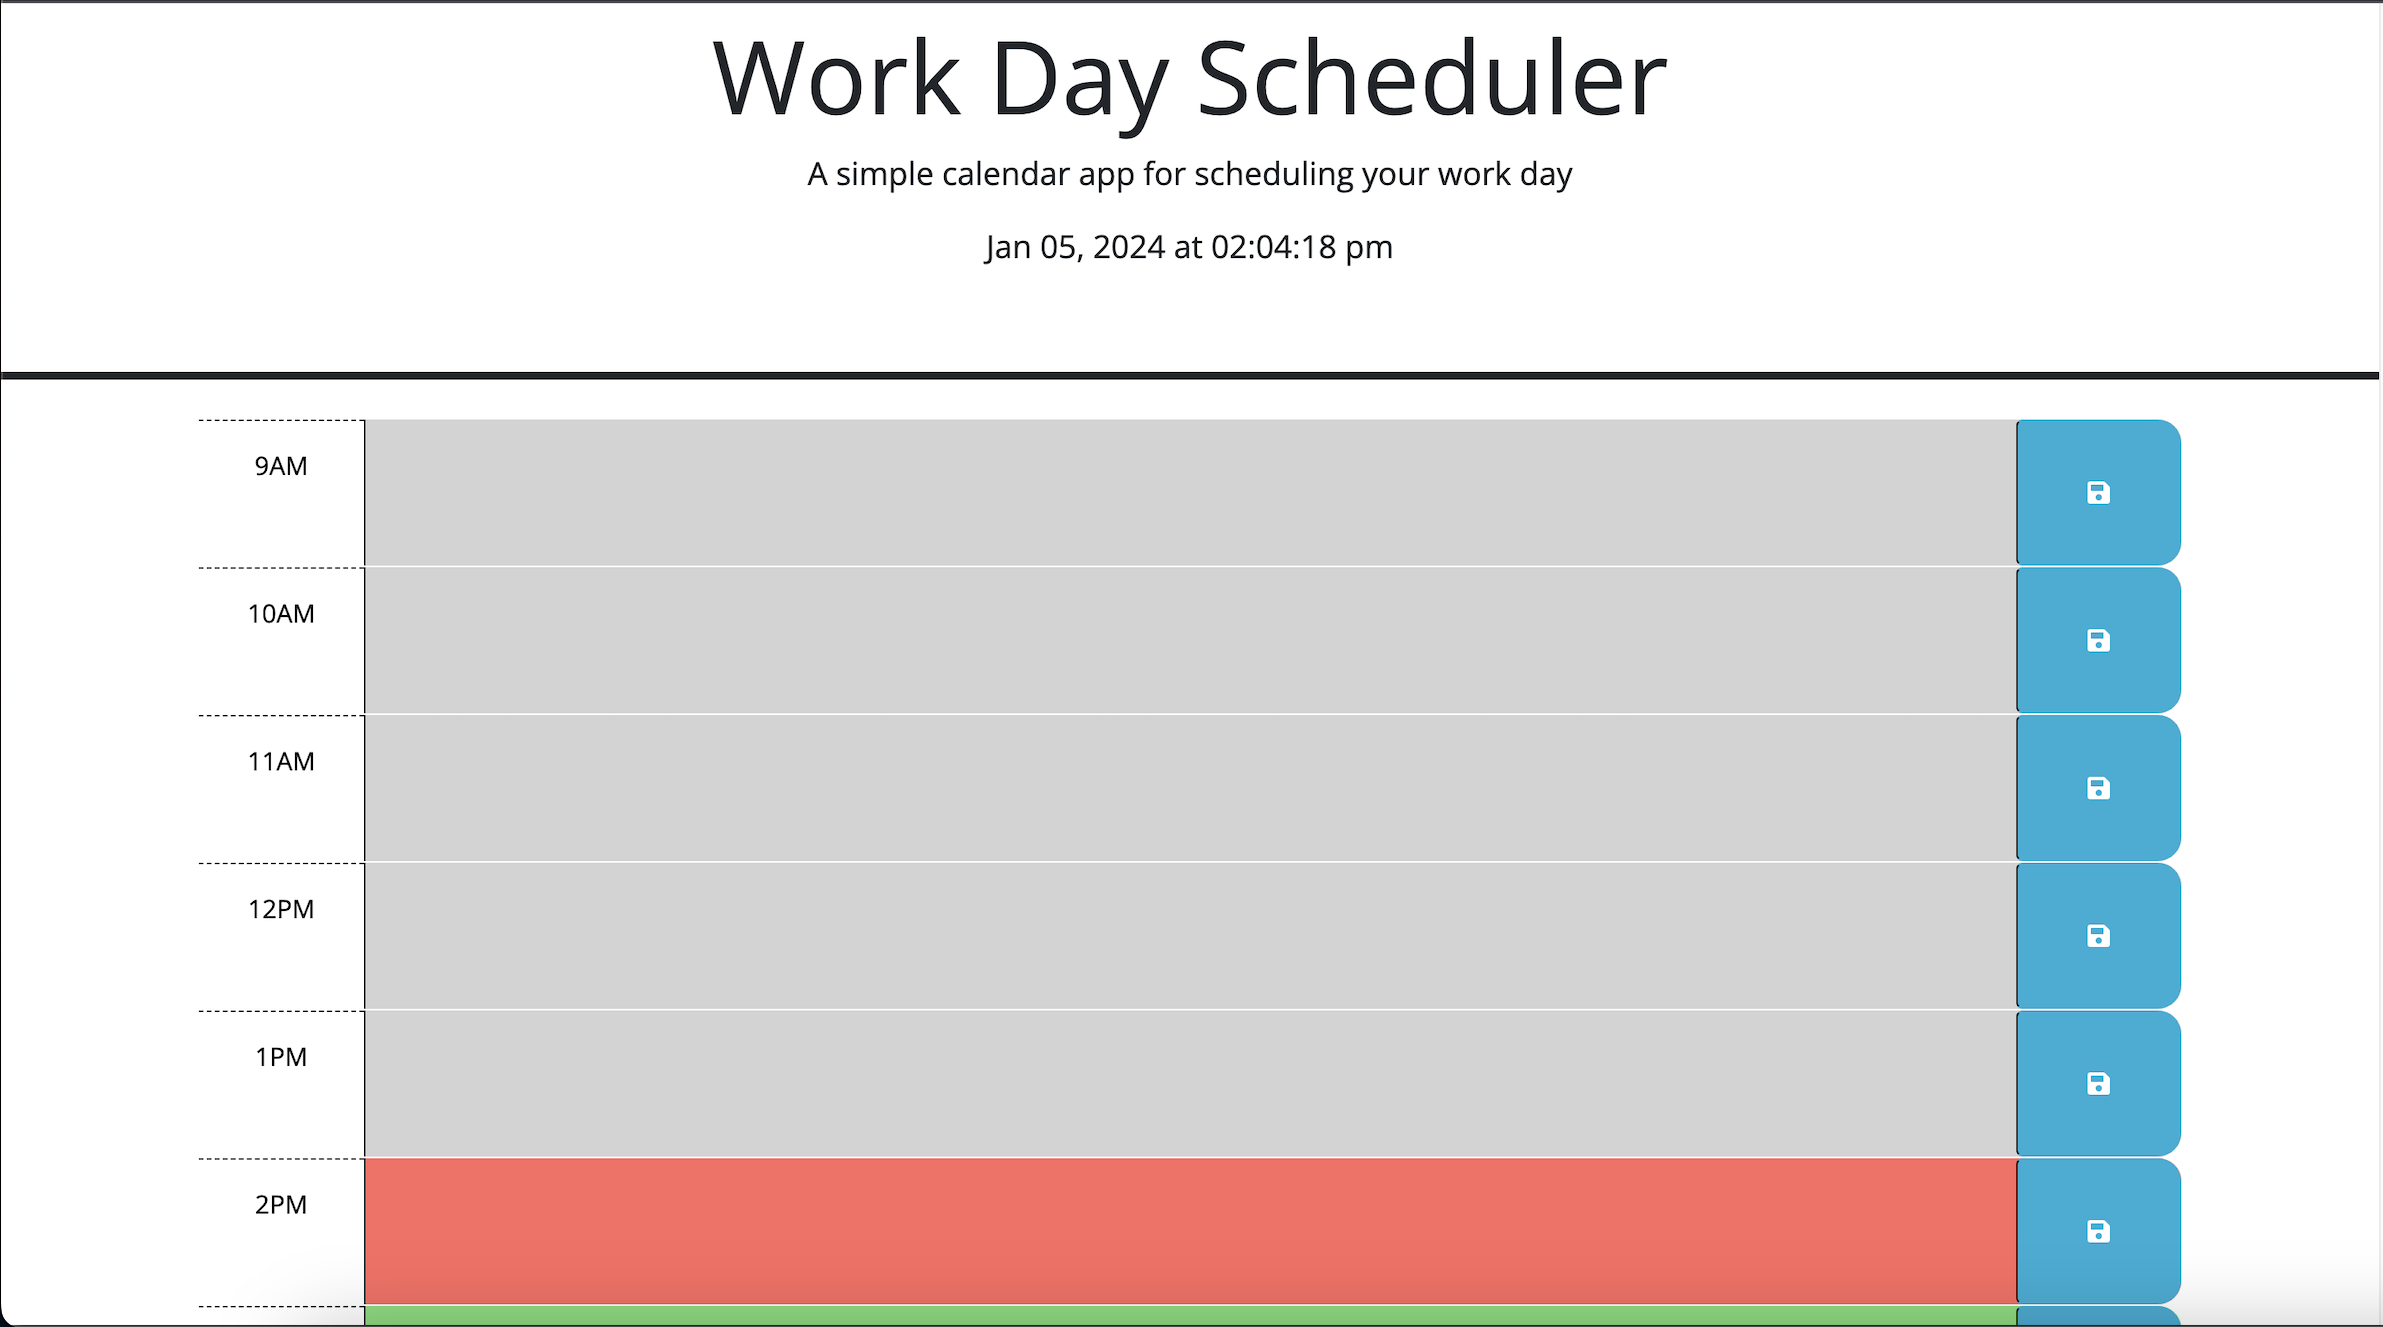 Work Day Scheduler
A simple calendar app for scheduling your work day
Jan 05, 2024 at 02:04:18 pm
9AM
10AM
11AM
12PM
1PM
2PM